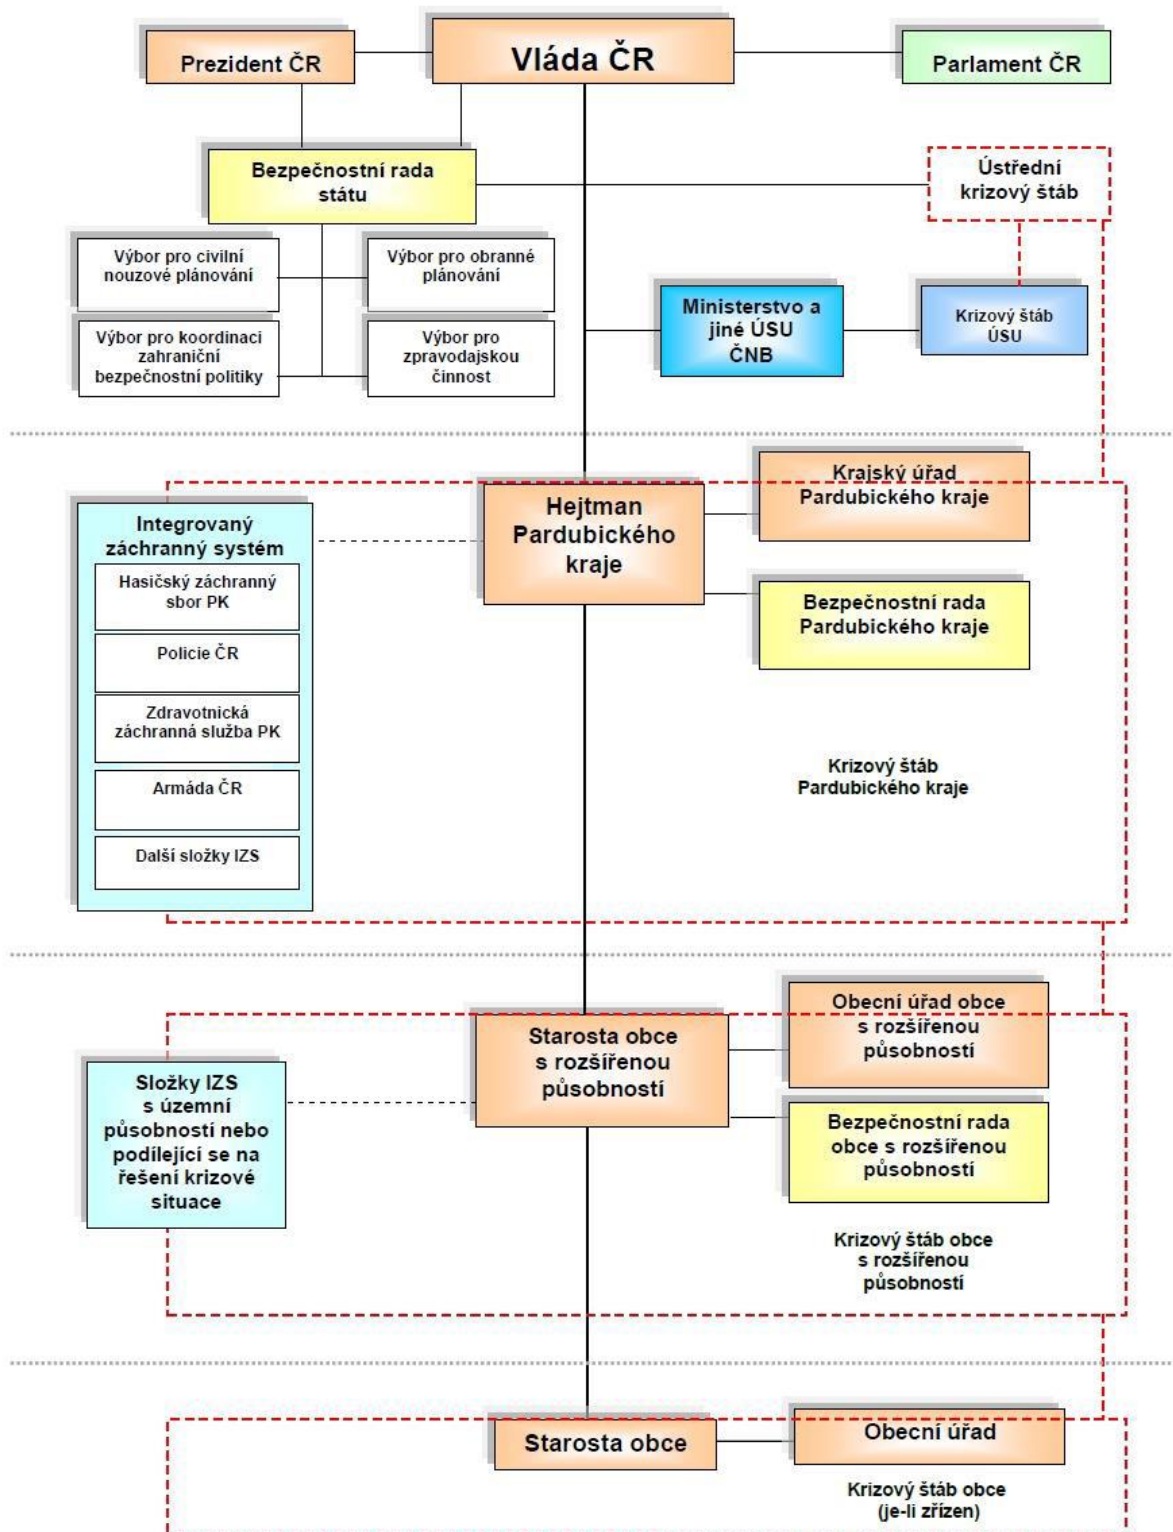 Prezident ČR
Vláda ČR
Parlament ČR
Bezpečnostní rada
státu
Ústřední
krizový štáb
Výbor pro civilní
nouzové plánování
Výbor pro obranné
plánování
Výbor pro koordinaci
zahraniční
bezpečnostní politiky
Výbor pro
zpravodajskou
činnost
Ministerstvo a
jiné ÚSU
ČNB
Krizový štáb
ÚSU
Hejtman
Pardubického
kraje
Krajský úřad
Pardubického kraje
Bezpečnostní rada
Pardubického kraje
Integrovaný
záchranný systém
Hasičský záchranný
sbor PK
Policie ČR
Zdravotnická
záchranná služba PK
Armáda ČR
Další složky IZS
Krizový štáb
Pardubického kraje
Starosta obce
s rozšířenou
působností
Obecní úřad obce
s rozšířenou
působností
Bezpečnostní rada
obce s rozšířenou
působností
Složky IZS
s územní
působností nebo
podílející se na
řešení krizové
situace
Krizový štáb obce
s rozšířenou
působností
Starosta obce
Obecní úřad
Krizový štáb obce
(je-li zřízen)